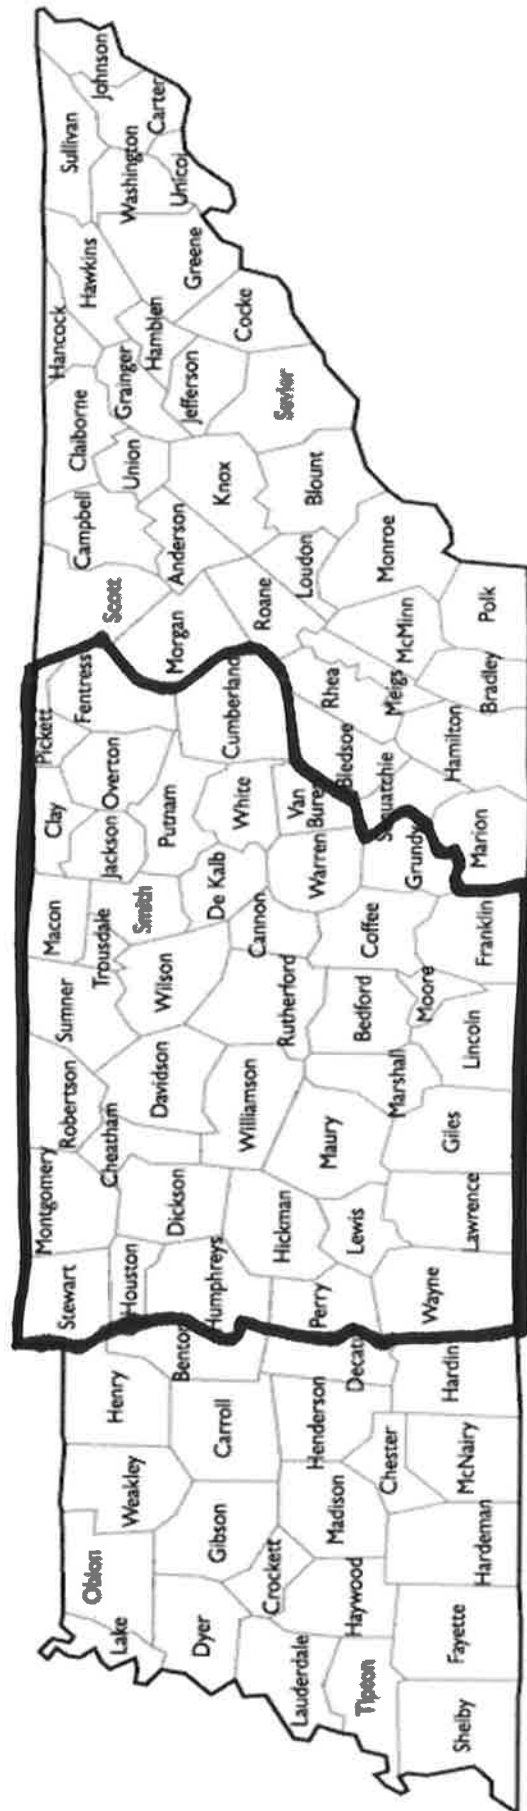 Lake
Obion
Weakley
Henry
Stewart
Montgomery
Robertson
Sumner
Macon
Clay
Pickett
Fentress
Scott
Campbell
Claiborne
Hancock
Hawkins
Sullivan
Johnson
Dyer
Gibson
Carroll
Benton
Houston
Humphreys
Dickson
Cheatham
Davidson
Wilson
Trousdale
Smith
Jackson
Overton
Putnam
De Kalb
White
Cumberland
Morgan
Anderson
Union
Grainger
Hamblen
Jefferson
Greene
Washington
Unicoi
Carter
Lauderdale
Crockett
Haywood
Madison
Henderson
Decatur
Perry
Hickman
Lewis
Williamson
Maury
Rutherford
Cannon
Warren
Van
Buren
Bledsoe
Rhea
Roane
Loudon
Knox
Blount
Sevier
Cocke
Tipton
Chester
Marshall
Bedford
Coffee
Moore
Grundy
Sequatchie
Meigs
McMinn
Monroe
Shelby
Fayette
Hardeman
McNairy
Hardin
Wayne
Lawrence
Giles
Lincoln
Franklin
Marion
Hamilton
Bradley
Polk